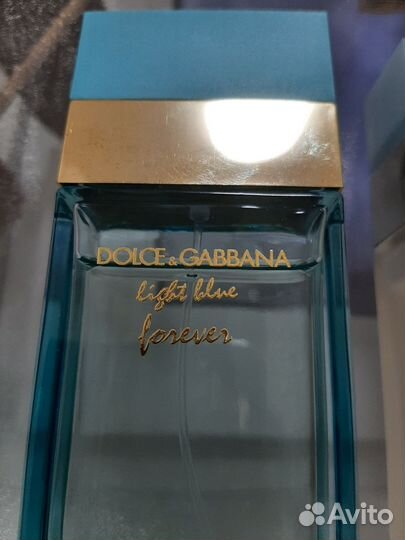 DOLCE & GABBANA
light blue
forever
Avito